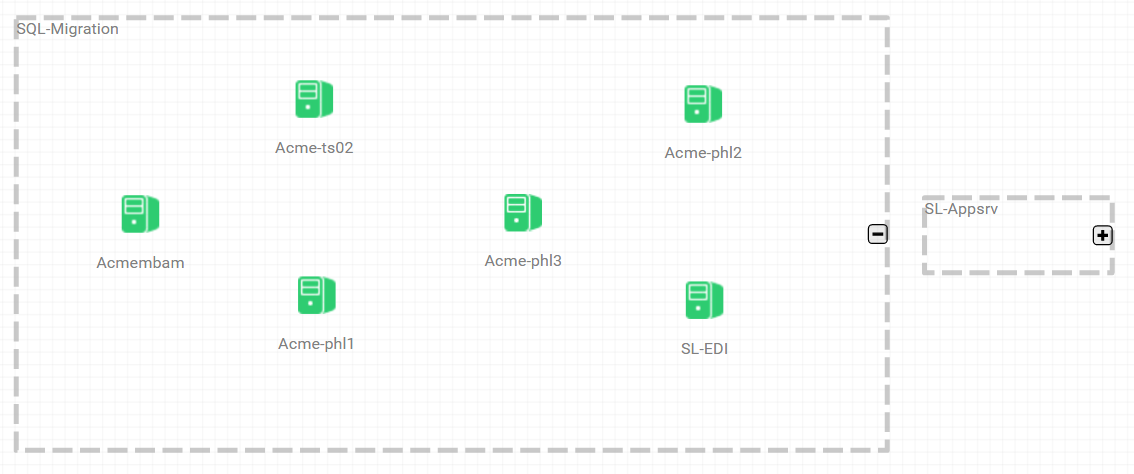 SQL-Migration
Acme-ts02
Acme-phl2
SL-Appsrv
Acmembam
Acme-phl3
Acme-phl1
SL-EDI